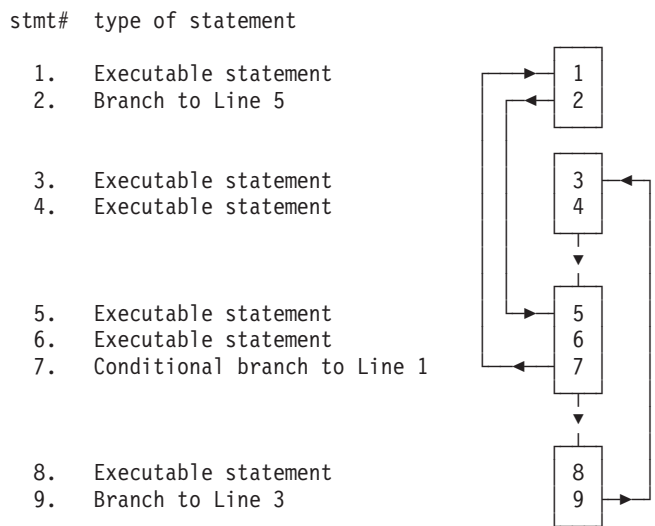 stmt# type of statement
1. Executable statement 1
2. Branch to Line 5 2
3. Executable statement 3
4. Executable statement 4
5. Executable statement 5
6. Executable statement 6
7. Conditional branch to Line 1 7
8. Executable statement 8
9. Branch to Line 3 9